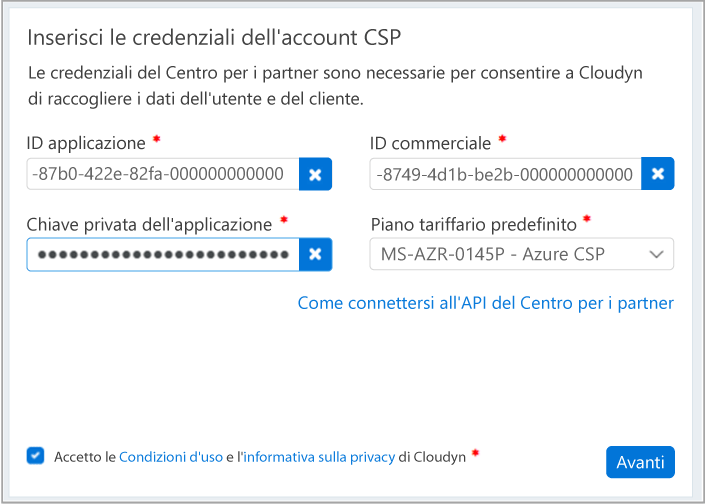 Inserisci le credenziali dell'account CSP
Le credenziali del Centro per i partner sono necessarie per consentire a Cloudyn
di raccogliere i dati dell'utente e del cliente.
ID applicazione *
ID commerciale *
-87b0-422e-82fa-000000000000
-8749-4d1b-be2b-000000000000
Chiave privata dell'applicazione *
Piano tariffario predefinito *
MS-AZR-0145P - Azure CSP
Come connettersi all'API del Centro per i partner
Accetto le Condizioni d'uso e l'informativa sulla privacy di Cloudyn *
Avanti